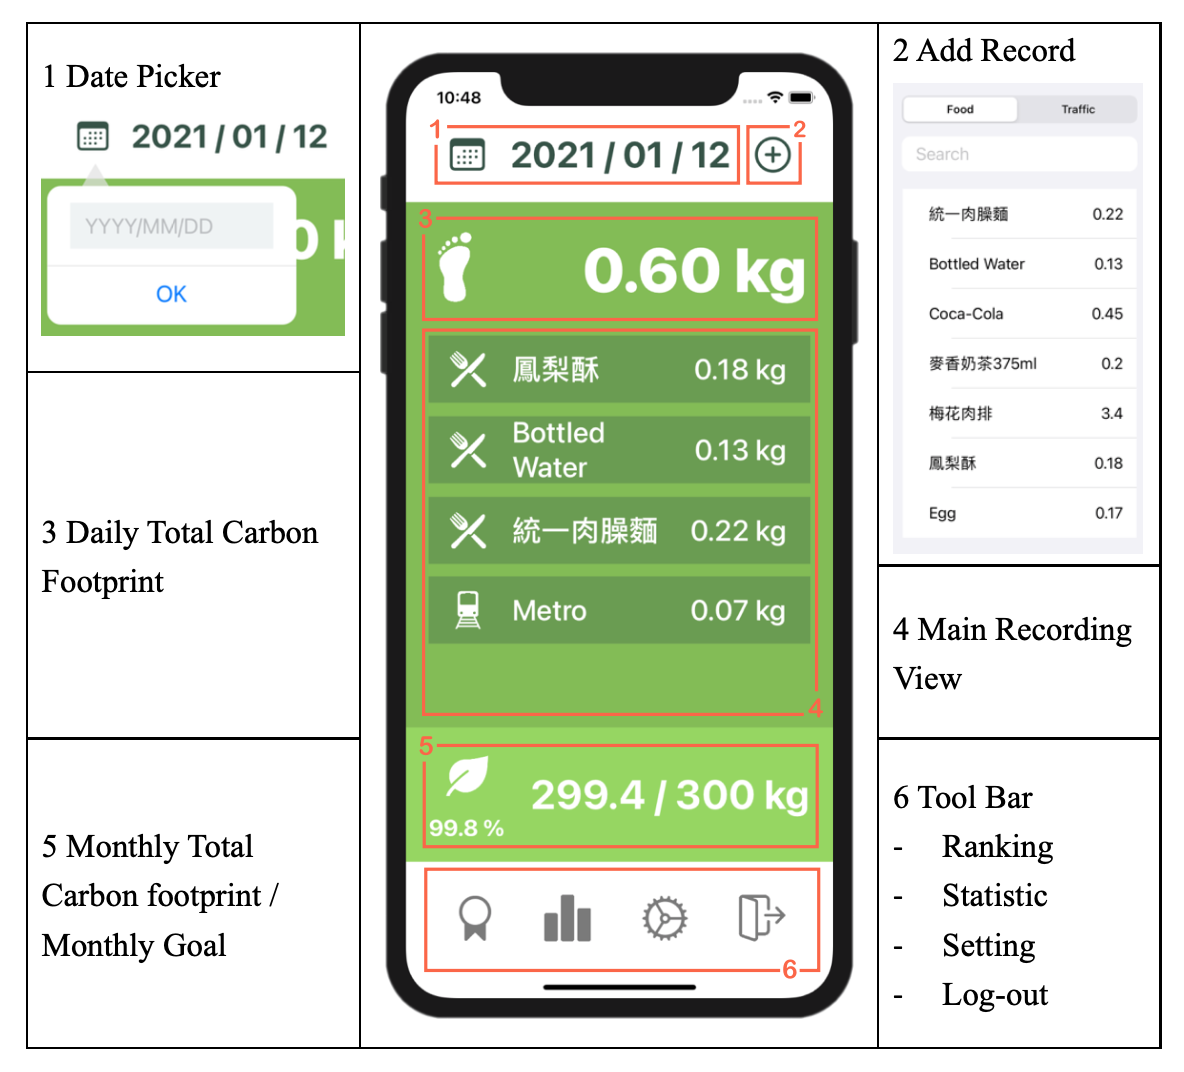 1 Date Picker
2021 / 01 / 12
YYYY/MM/DD
0
OK
3 Daily Total Carbon
Footprint
5 Monthly Total
Carbon footprint /
Monthly Goal
10:48
1
2021 / 01 / 12
2
3
0.60 kg
鳳梨酥 0.18 kg
Bottled
Water
0.13 kg
統一肉臊麵 0.22 kg
Metro 0.07 kg
4
5
299.4 / 300 kg
99.8 %
6
2 Add Record
Food Traffic
Search
統一肉臊麵 0.22
Bottled Water 0.13
Coca-Cola 0.45
麥香奶茶375ml 0.2
梅花肉排 3.4
鳳梨酥 0.18
Egg 0.17
4 Main Recording
View
6 Tool Bar
- Ranking
- Statistic
- Setting
- Log-out